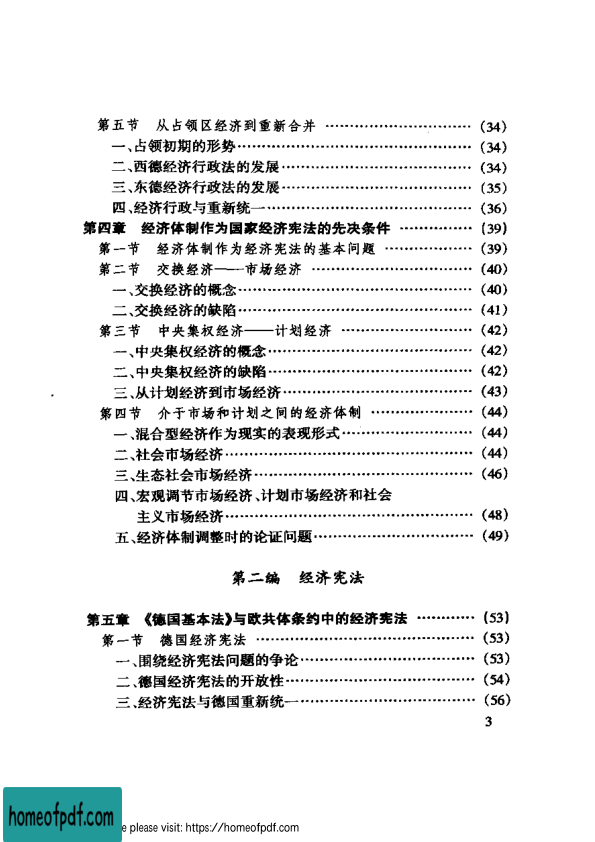 第五节 从占领区经济到重新合并 ………………………… (34)
一、占领初期的形势………………………………………… (34)
二、西德经济行政法的发展………………………………… (34)
三、东德经济行政法的发展………………………………… (35)
四、经济行政与重新统一…………………………………… (36)
第四章 经济体制作为国家经济宪法的先决条件 …………… (39)
第一节 经济体制作为经济宪法的基本问题 ……………… (39)
第二节 交换经济——市场经济 ………………………… (40)
一、交换经济的概念………………………………………… (40)
二、交换经济的缺陷………………………………………… (41)
第三节 中央集权经济——计划经济 …………………… (42)
一、中央集权经济的概念…………………………………… (42)
二、中央集权经济的缺陷…………………………………… (42)
三、从计划经济到市场经济………………………………… (43)
第四节 介于市场和计划之间的经济体制 ……………… (44)
一、混合型经济作为现实的表现形式……………………… (44)
二、社会市场经济…………………………………………… (44)
三、生态社会市场经济……………………………………… (46)
四、宏观调节市场经济、计划市场经济和社会
主义市场经济……………………………………………… (48)
五、经济体制调整时的论证问题…………………………… (49)
第二编 经济宪法
第五章 《德国基本法》与欧共体条约中的经济宪法 ………… (53)
第一节 德国经济宪法 …………………………………… (53)
一、围绕经济宪法问题的争论……………………………… (53)
二、德国经济宪法的开放性………………………………… (54)
三、经济宪法与德国重新统一……………………………… (56)
3
homeofpdf.com
e please visit: https://homeofpdf.com